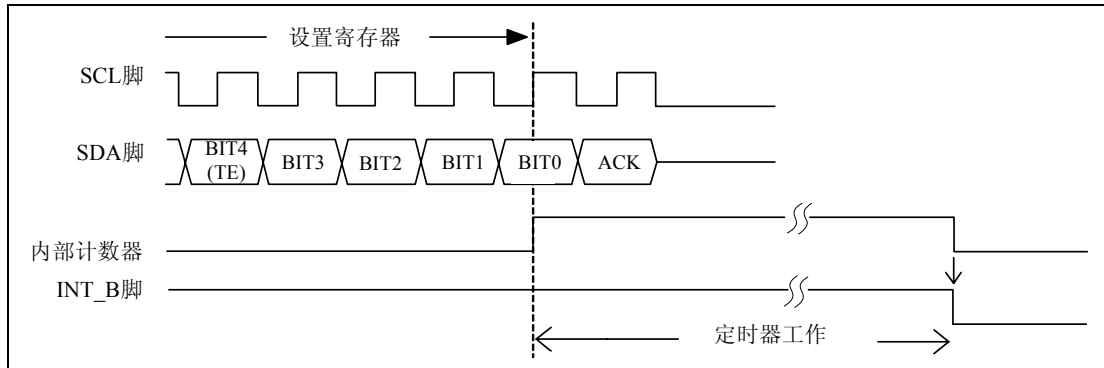 设置寄存器
SCL脚
SDA脚
BIT4
(TE)
BIT3
BIT2
BIT1
BIT0
ACK
内部计数器
INT_B脚
定时器工作